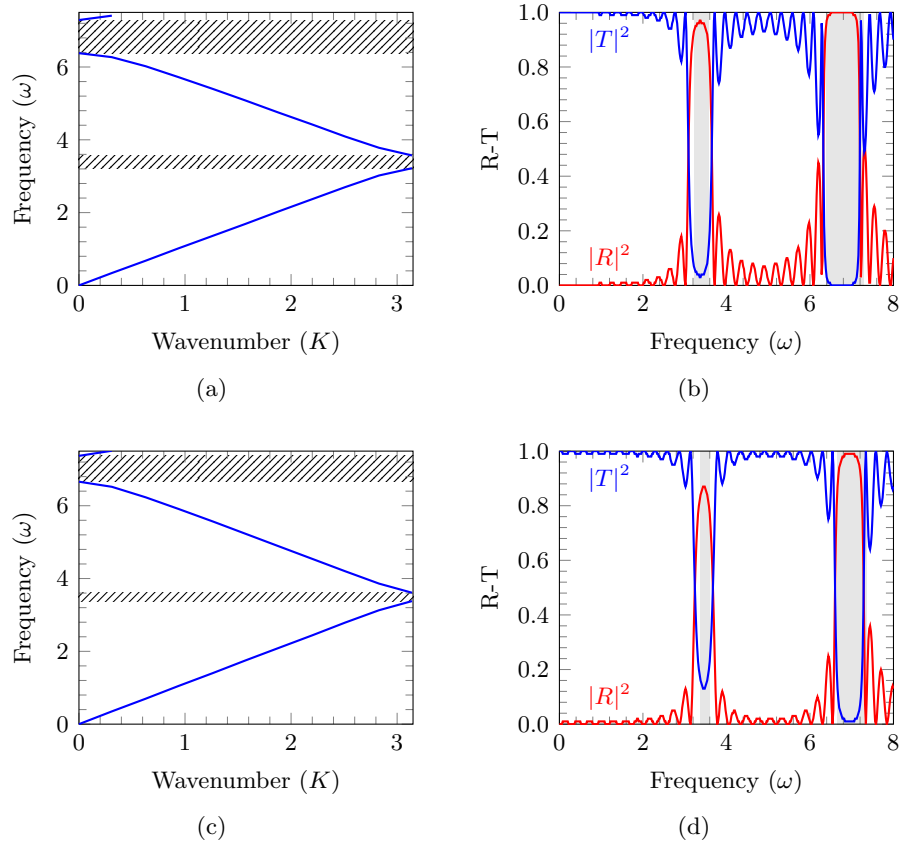 0
2
4
6
Frequency (ω)
0
1
2
3
Wavenumber (K)
(a)
0.0
0.2
0.4
0.6
0.8
1.0
R-T
|T|²
|R|²
0
2
4
6
8
Frequency (ω)
(b)
0
2
4
6
Frequency (ω)
0
1
2
3
Wavenumber (K)
(c)
0.0
0.2
0.4
0.6
0.8
1.0
R-T
|T|²
|R|²
0
2
4
6
8
Frequency (ω)
(d)